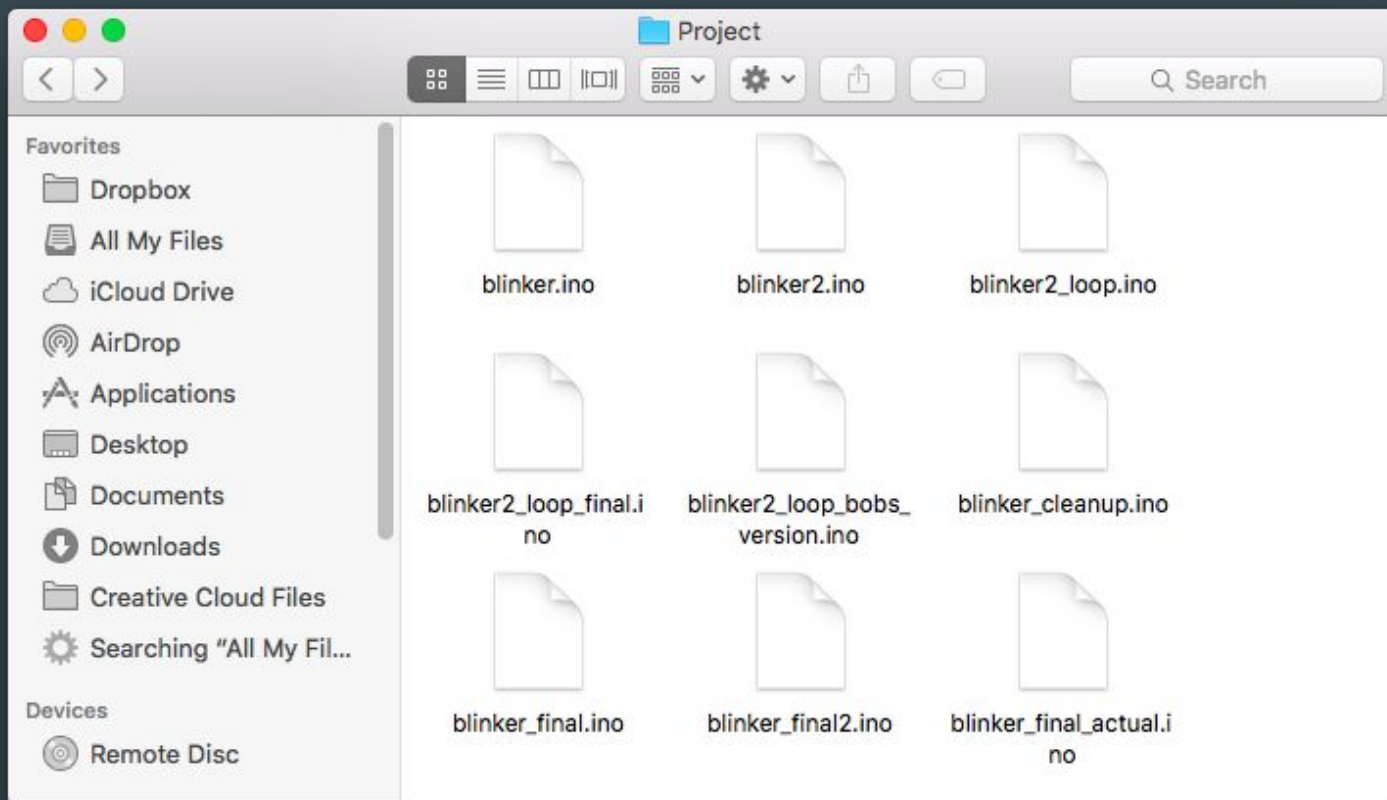 Project
Search
Favorites
Dropbox
All My Files
iCloud Drive
AirDrop
Applications
Desktop
Documents
Downloads
Creative Cloud Files
Searching “All My Fil...
Devices
Remote Disc
blinker.ino
blinker2.ino
blinker2_loop.ino
blinker2_loop_final.i
no
blinker2_loop_bobs_
version.ino
blinker_cleanup.ino
blinker_final.ino
blinker_final2.ino
blinker_final_actual.i
no